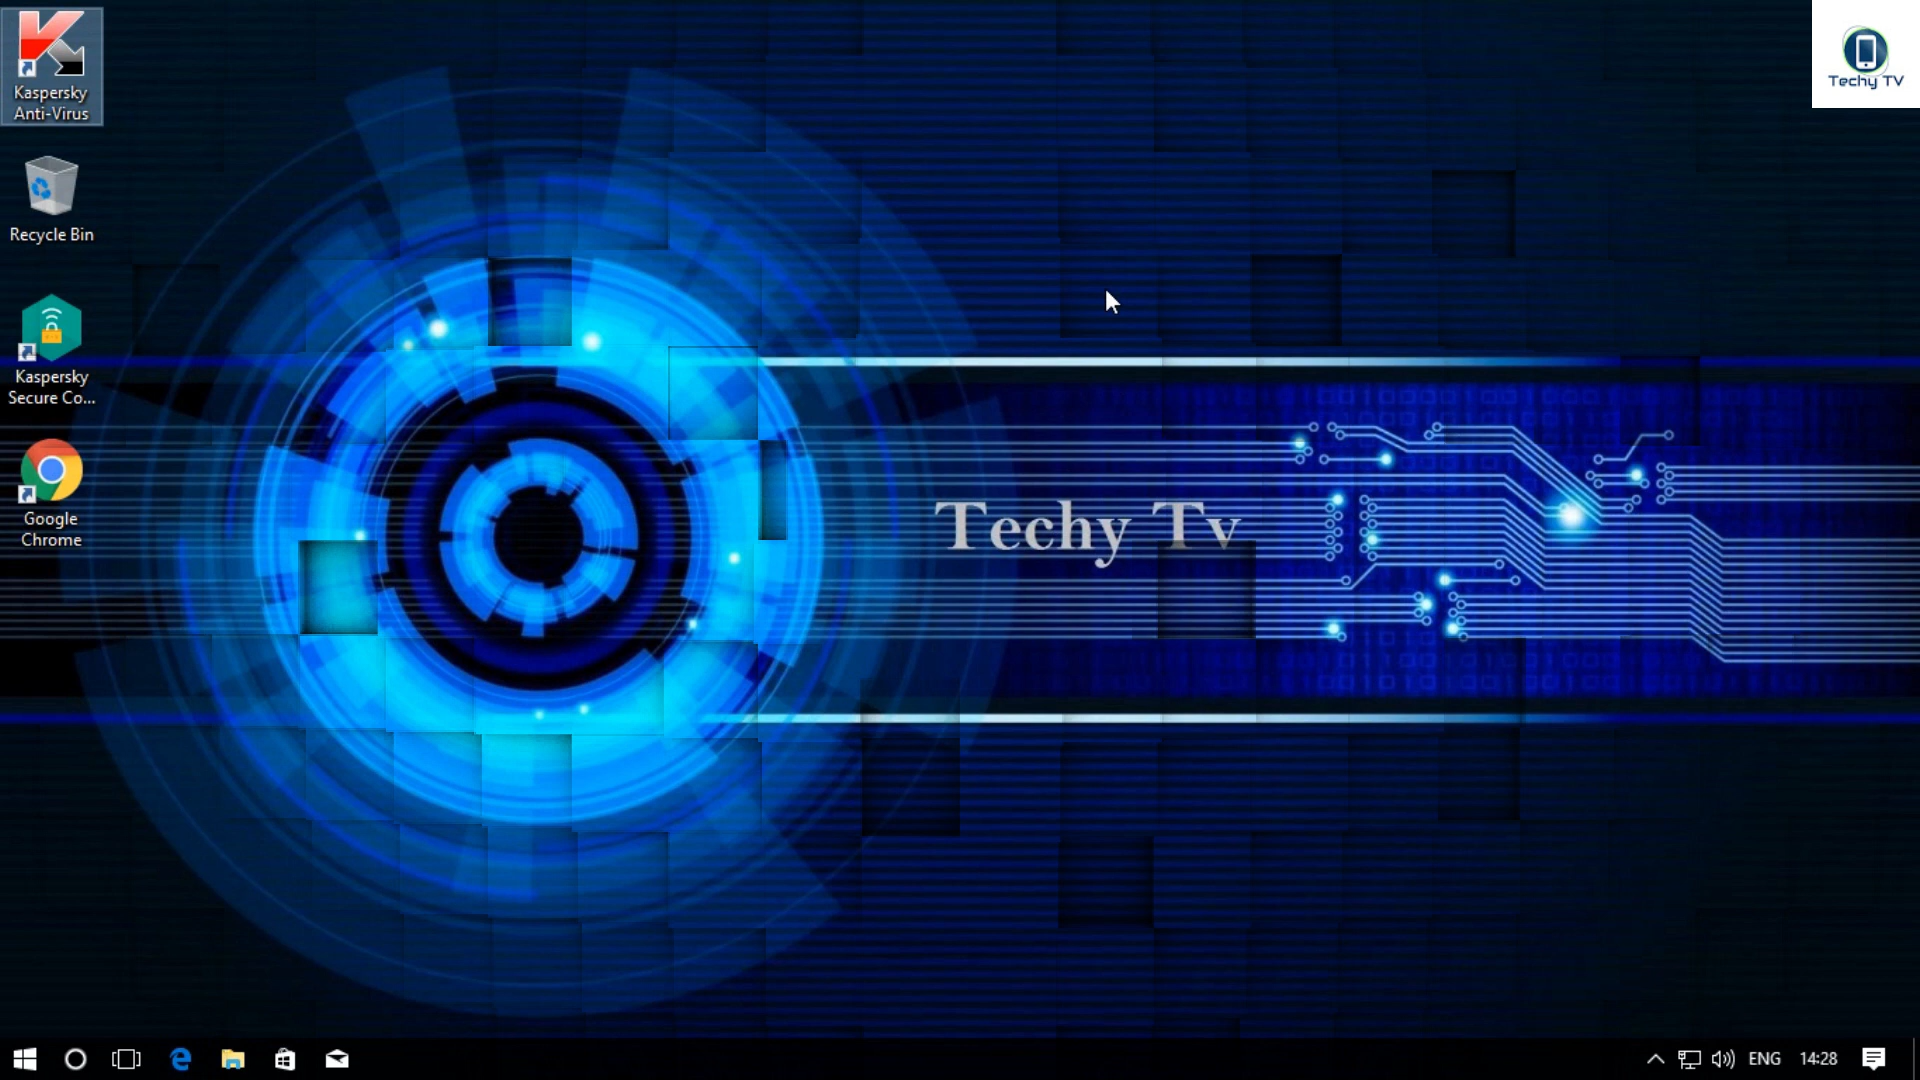 Kaspersky
Anti-Virus
Recycle Bin
Kaspersky
Secure Co...
Google
Chrome
Techy TV
Techy Tv
ENG
14:28